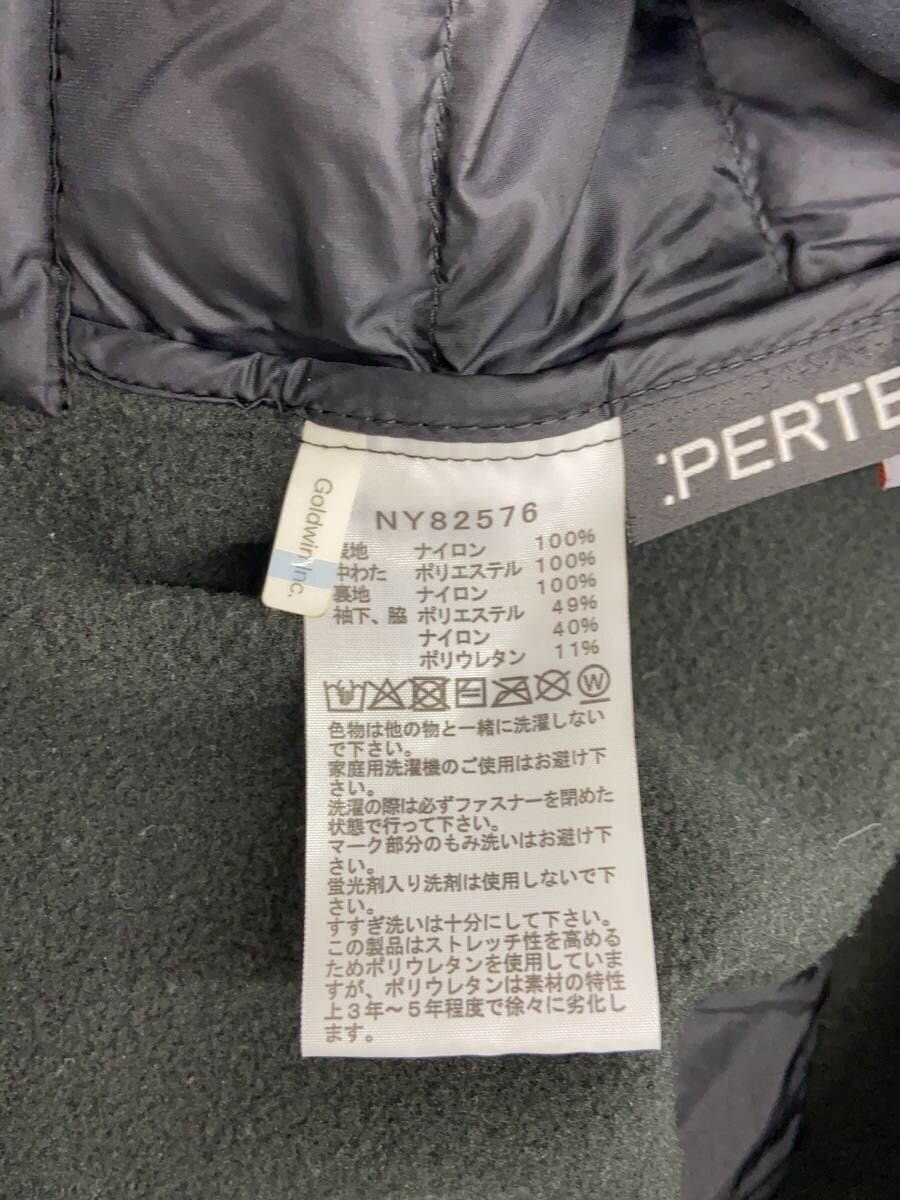 :PERTE
Goldwin Inc.
NY82576
表地 ナイロン 100%
中わた ポリエステル 100%
裏地 ナイロン 100%
袖下、脇 ポリエステル 49%
ナイロン 40%
ポリウレタン 11%
W
色物は他の物と一緒に洗濯しない
で下さい。
家庭用洗濯機のご使用はお避け下
さい。
洗濯の際は必ずファスナーを閉めた
状態で行って下さい。
マーク部分のもみ洗いはお避け下
さい。
蛍光剤入り洗剤は使用しないで下
さい。
すすぎ洗いは十分にして下さい。
この製品はストレッチ性を高める
ためポリウレタンを使用していま
すが、ポリウレタンは素材の特性
上3年〜5年程度で徐々に劣化し
ます。